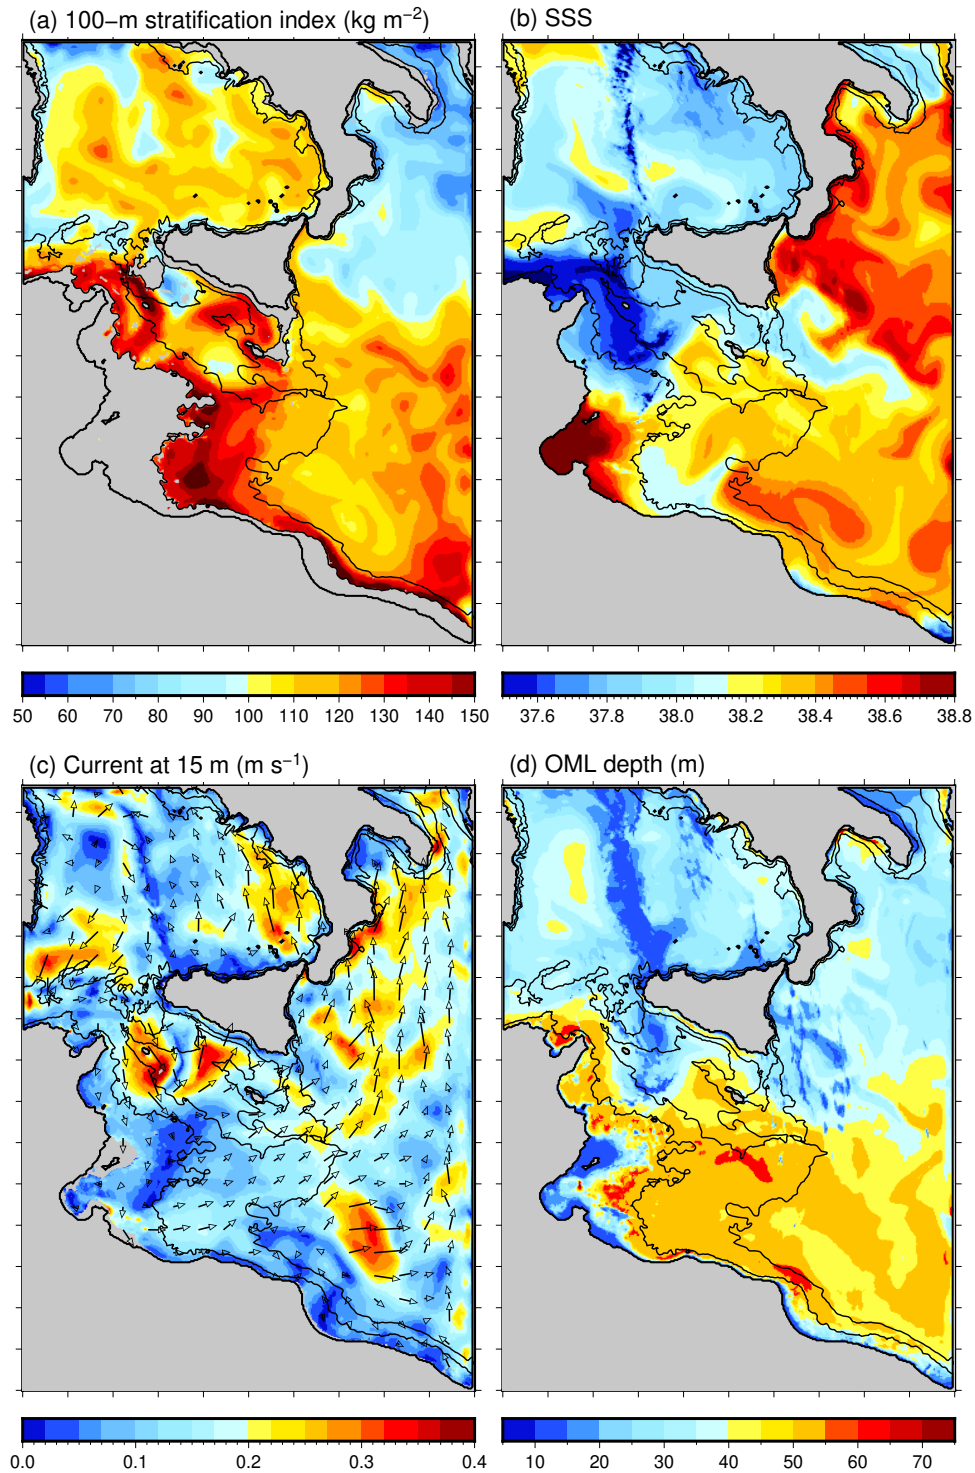 (a) 100−m stratification index (kg m−2)
(b) SSS
50 60 70 80 90 100 110 120 130 140 150
37.6 37.8 38.0 38.2 38.4 38.6 38.8
(c) Current at 15 m (m s−1)
(d) OML depth (m)
0.0 0.1 0.2 0.3 0.4
10 20 30 40 50 60 70